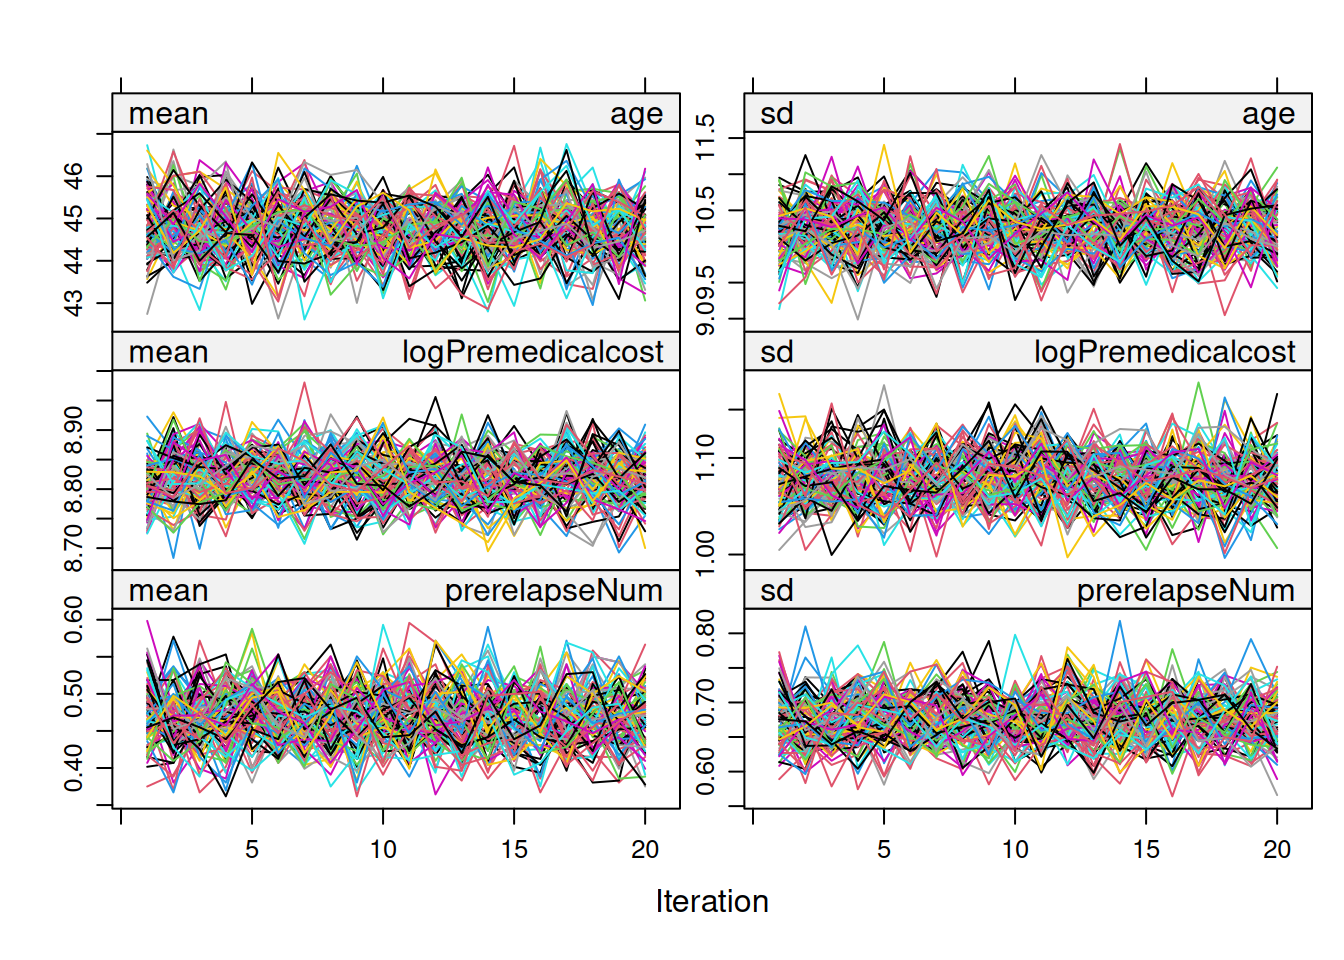 mean age
sd age
43 44 45 46
9.0 9.5 10.5 11.5
mean logPremedicalcost
sd logPremedicalcost
8.70 8.80 8.90
1.00 1.10
mean prerelapseNum
sd prerelapseNum
0.40 0.50 0.60
0.60 0.70 0.80
5 10 15 20
5 10 15 20
Iteration